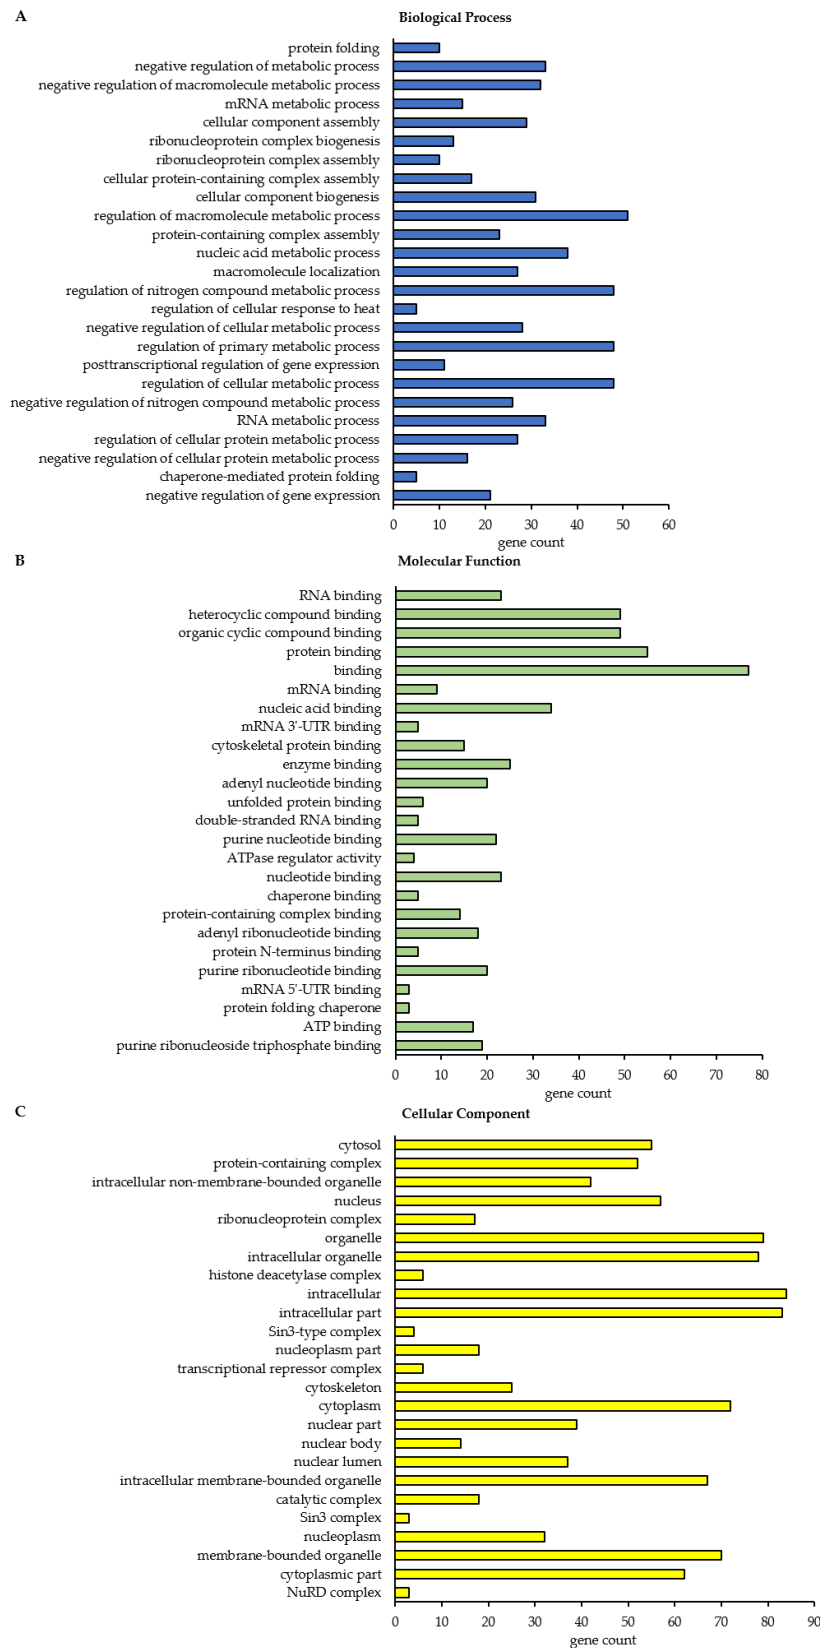 A
Biological Process
protein folding
negative regulation of metabolic process
negative regulation of macromolecule metabolic process
mRNA metabolic process
cellular component assembly
ribonucleoprotein complex biogenesis
ribonucleoprotein complex assembly
cellular protein-containing complex assembly
cellular component biogenesis
regulation of macromolecule metabolic process
protein-containing complex assembly
nucleic acid metabolic process
macromolecule localization
regulation of nitrogen compound metabolic process
regulation of cellular response to heat
negative regulation of cellular metabolic process
regulation of primary metabolic process
posttranscriptional regulation of gene expression
regulation of cellular metabolic process
negative regulation of nitrogen compound metabolic process
RNA metabolic process
regulation of cellular protein metabolic process
negative regulation of cellular protein metabolic process
chaperone-mediated protein folding
negative regulation of gene expression
0 10 20 30 40 50 60
gene count
B
Molecular Function
RNA binding
heterocyclic compound binding
organic cyclic compound binding
protein binding
binding
mRNA binding
nucleic acid binding
mRNA 3'-UTR binding
cytoskeletal protein binding
enzyme binding
adenyl nucleotide binding
unfolded protein binding
double-stranded RNA binding
purine nucleotide binding
ATPase regulator activity
nucleotide binding
chaperone binding
protein-containing complex binding
adenyl ribonucleotide binding
protein N-terminus binding
purine ribonucleotide binding
mRNA 5'-UTR binding
protein folding chaperone
ATP binding
purine ribonucleoside triphosphate binding
0 10 20 30 40 50 60 70 80
gene count
C
Cellular Component
cytosol
protein-containing complex
intracellular non-membrane-bounded organelle
nucleus
ribonucleoprotein complex
organelle
intracellular organelle
histone deacetylase complex
intracellular
intracellular part
Sin3-type complex
nucleoplasm part
transcriptional repressor complex
cytoskeleton
cytoplasm
nuclear part
nuclear body
nuclear lumen
intracellular membrane-bounded organelle
catalytic complex
Sin3 complex
nucleoplasm
membrane-bounded organelle
cytoplasmic part
NuRD complex
0 10 20 30 40 50 60 70 80 90
gene count